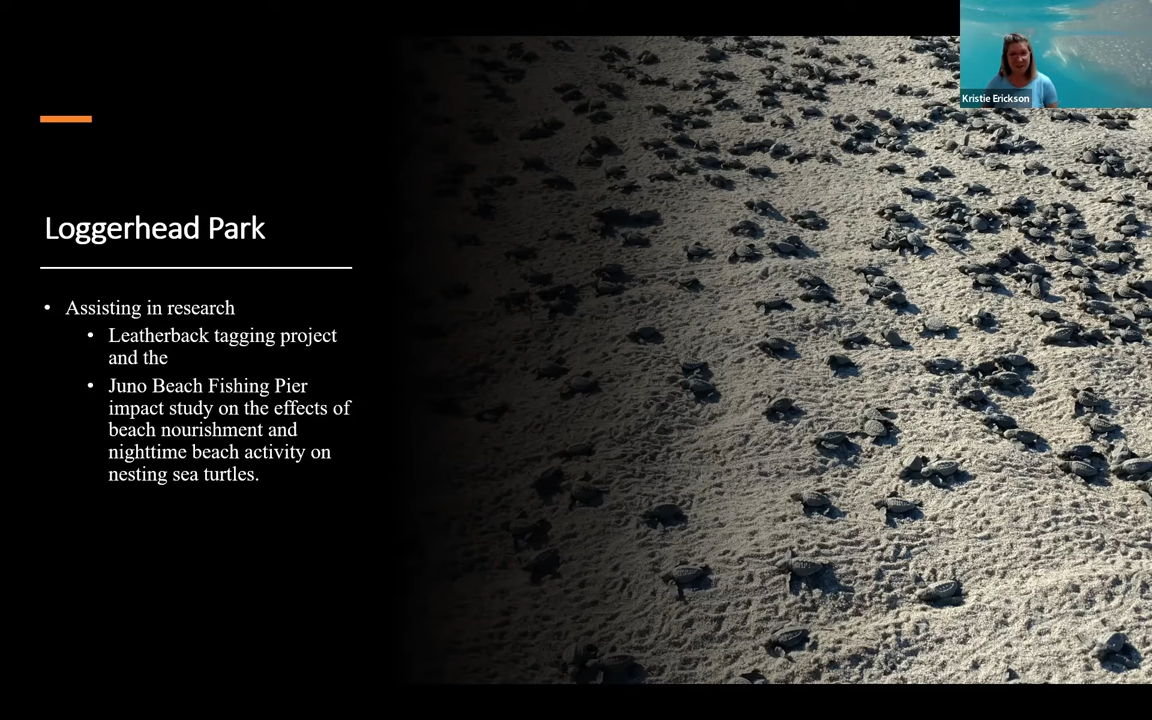 Kristie Erickson
Loggerhead Park
• Assisting in research
• Leatherback tagging project
and the
• Juno Beach Fishing Pier
impact study on the effects of
beach nourishment and
nighttime beach activity on
nesting sea turtles.